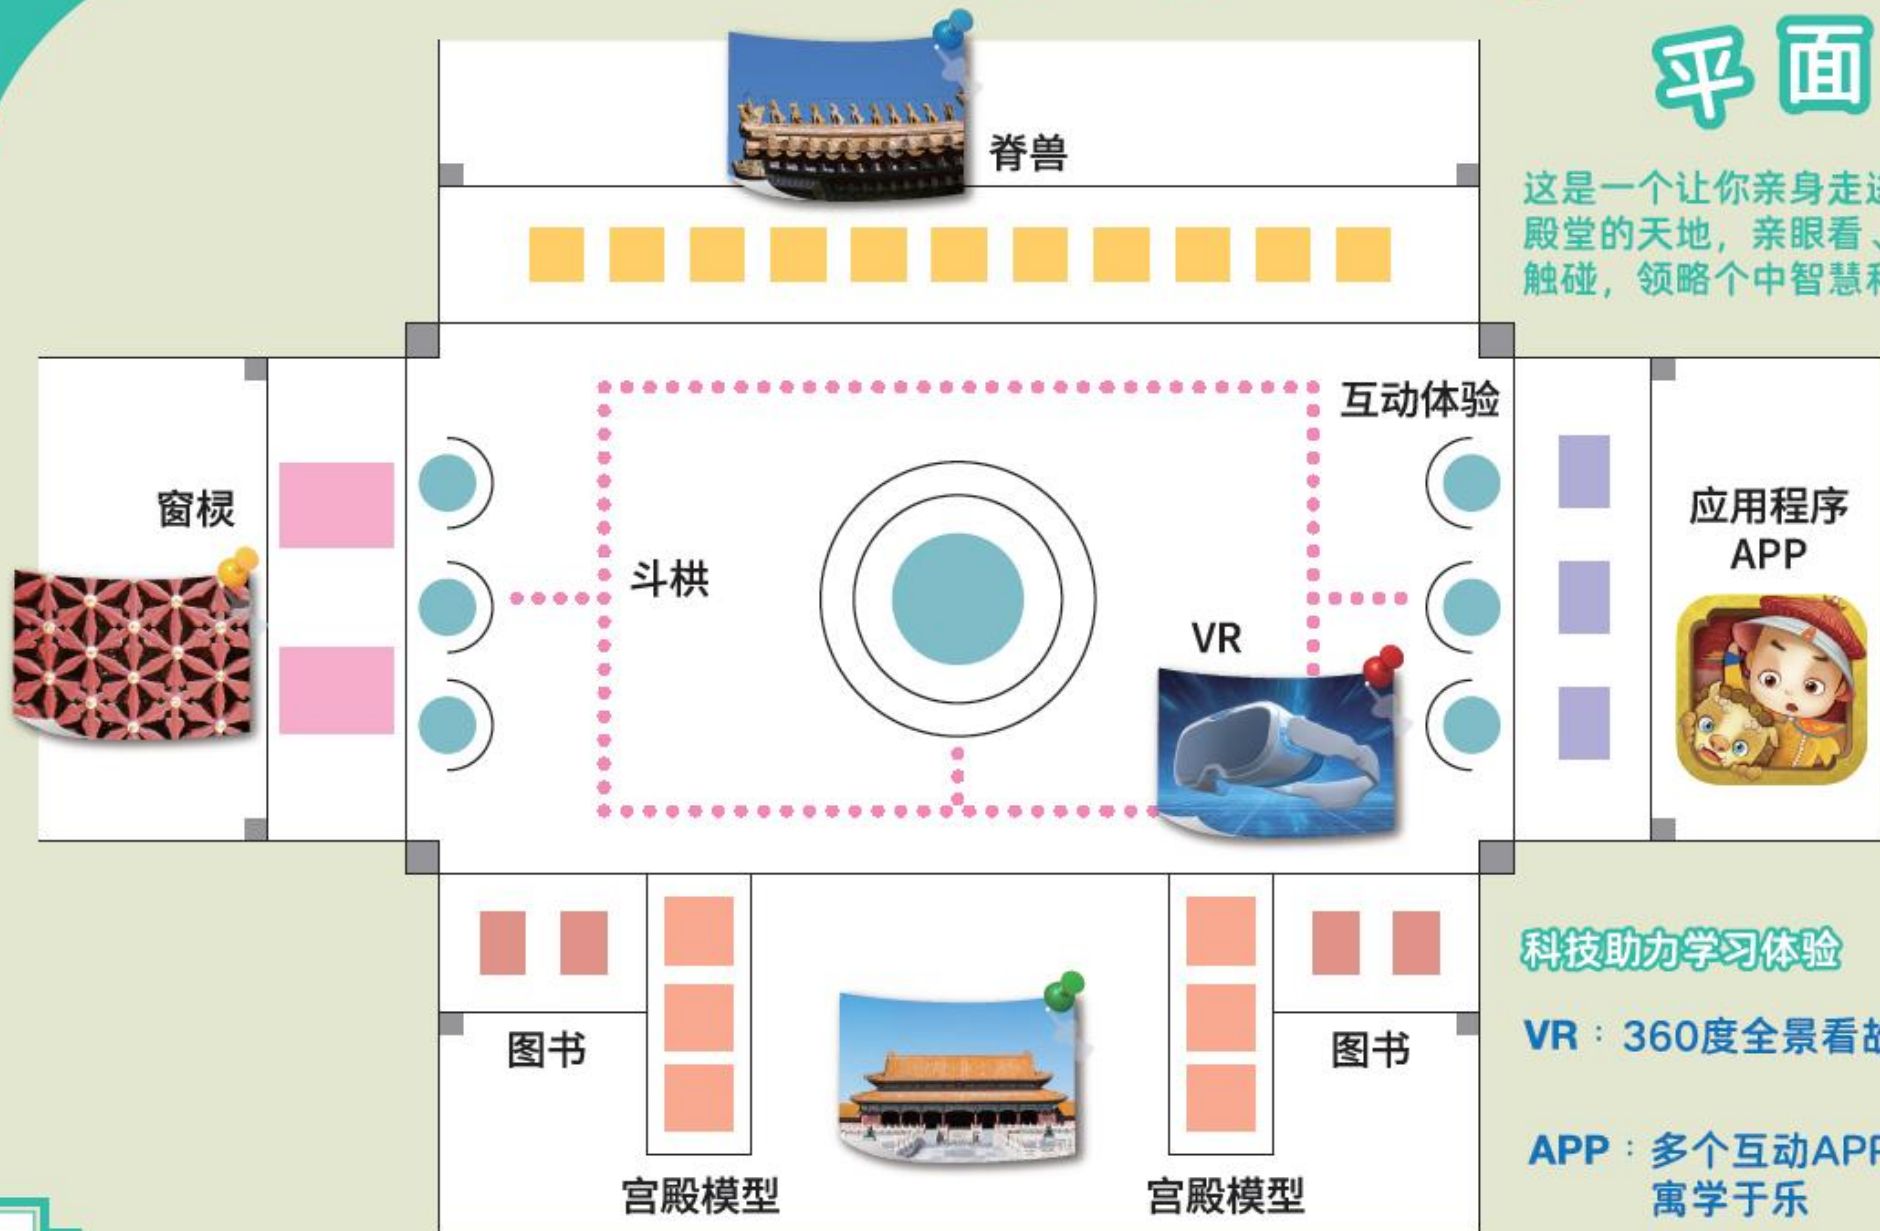 平面
脊兽
这是一个让你亲身走进
殿堂的天地，亲眼看、
触碰，领略个中智慧和
互动体验
窗棂
应用程序
APP
斗栱
VR
科技助力学习体验
图书
图书
VR：360度全景看故
APP：多个互动APP
寓学于乐
宫殿模型
宫殿模型